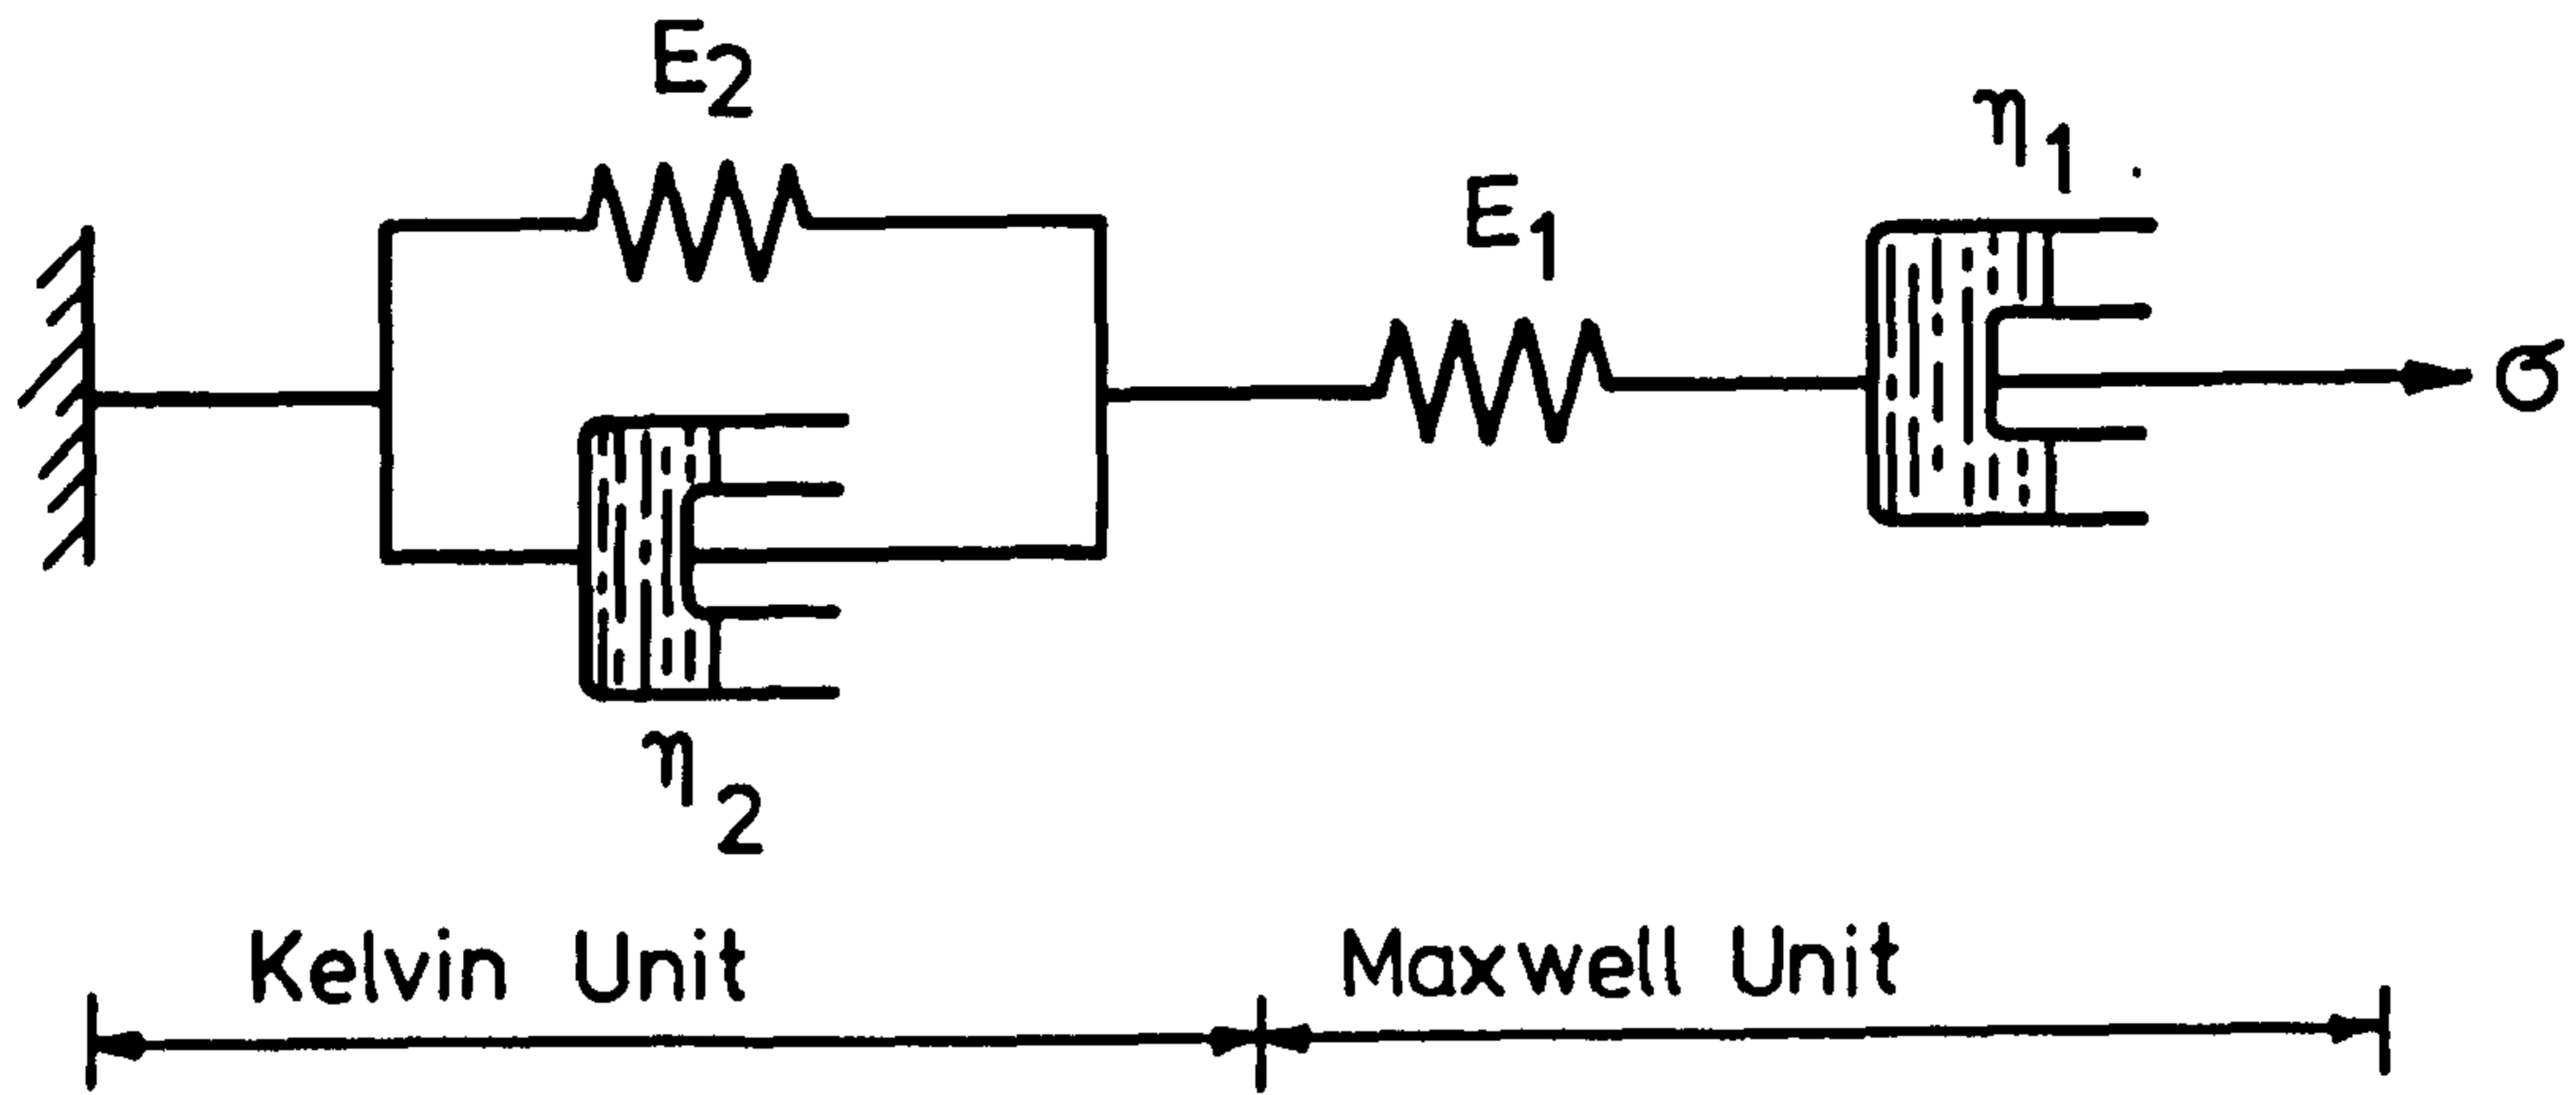 E2
η1
E1
σ
η2
Kelvin Unit
Maxwell Unit